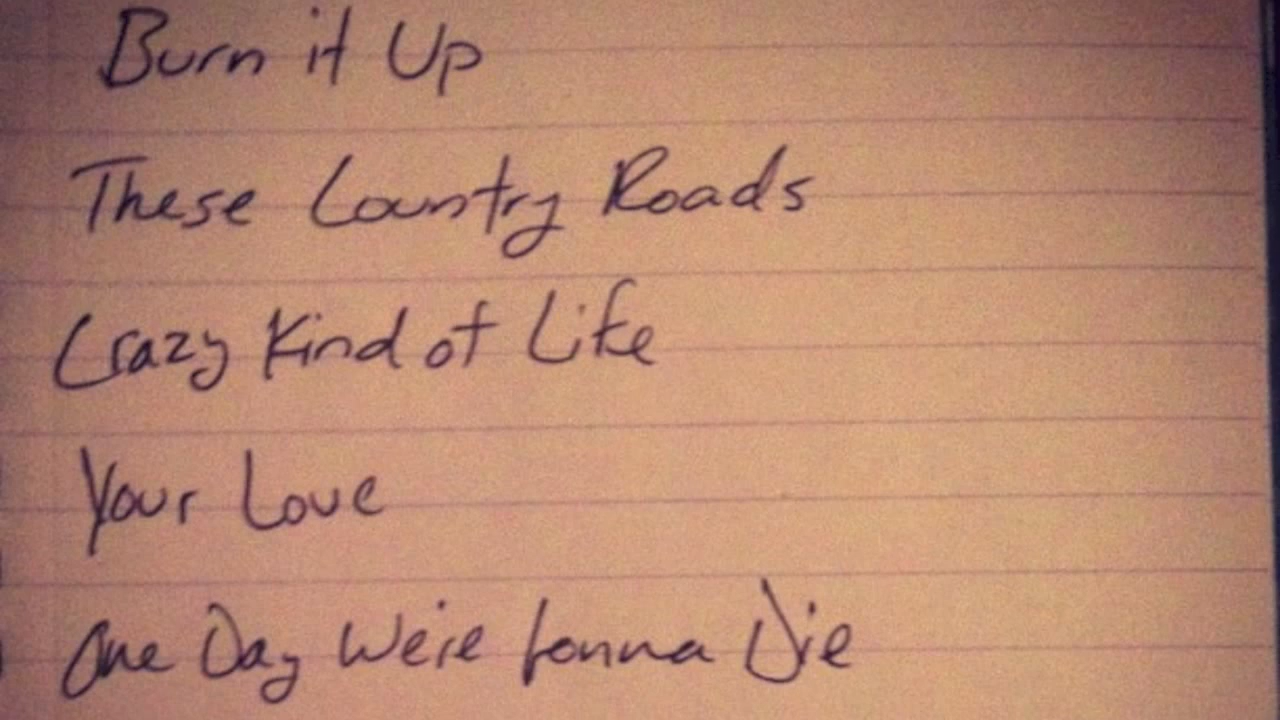 Burn it Up
These Country Roads
Crazy Kind of Life
Your Love
One Day We're Gonna Die